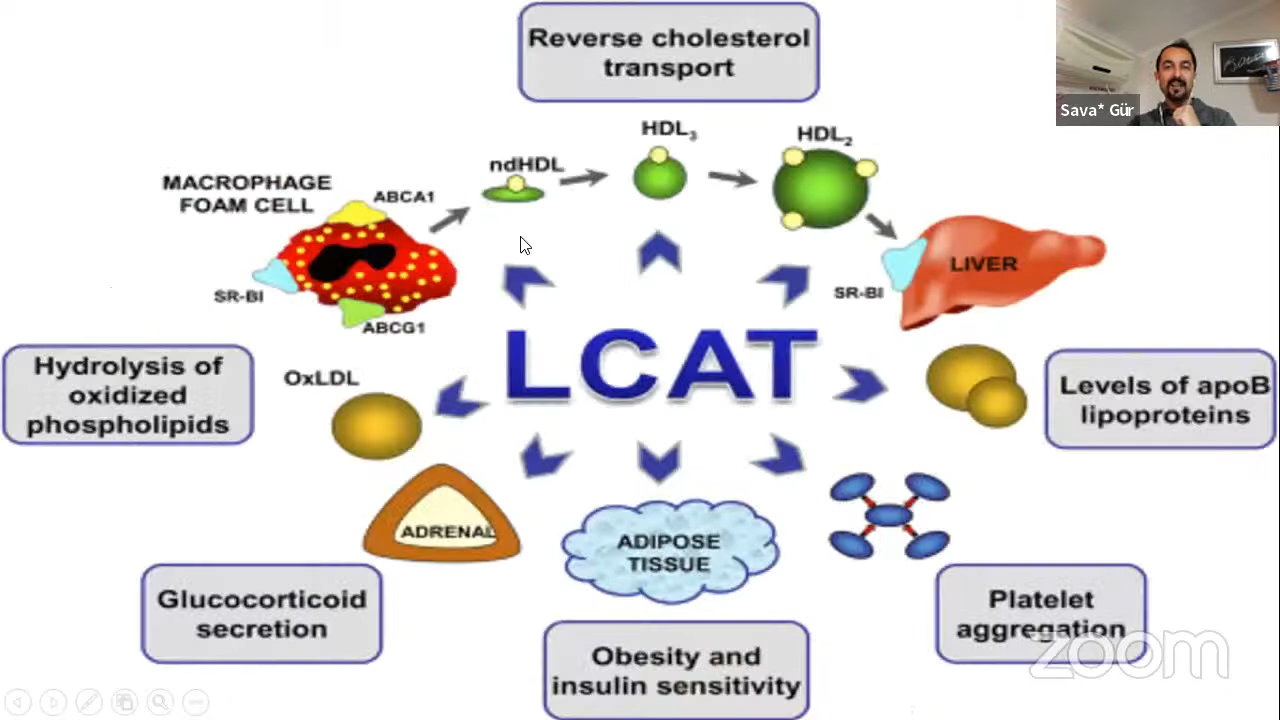 Reverse cholesterol
transport
Sava* Gür
HDL3
HDL2
ndHDL
MACROPHAGE
FOAM CELL
ABCA1
LIVER
SR-BI
SR-BI
ABCG1
LCAT
Hydrolysis of
oxidized
phospholipids
OxLDL
Levels of apoB
lipoproteins
ADRENAL
ADIPOSE
TISSUE
Glucocorticoid
secretion
Platelet
aggregation
zoom
Obesity and
insulin sensitivity